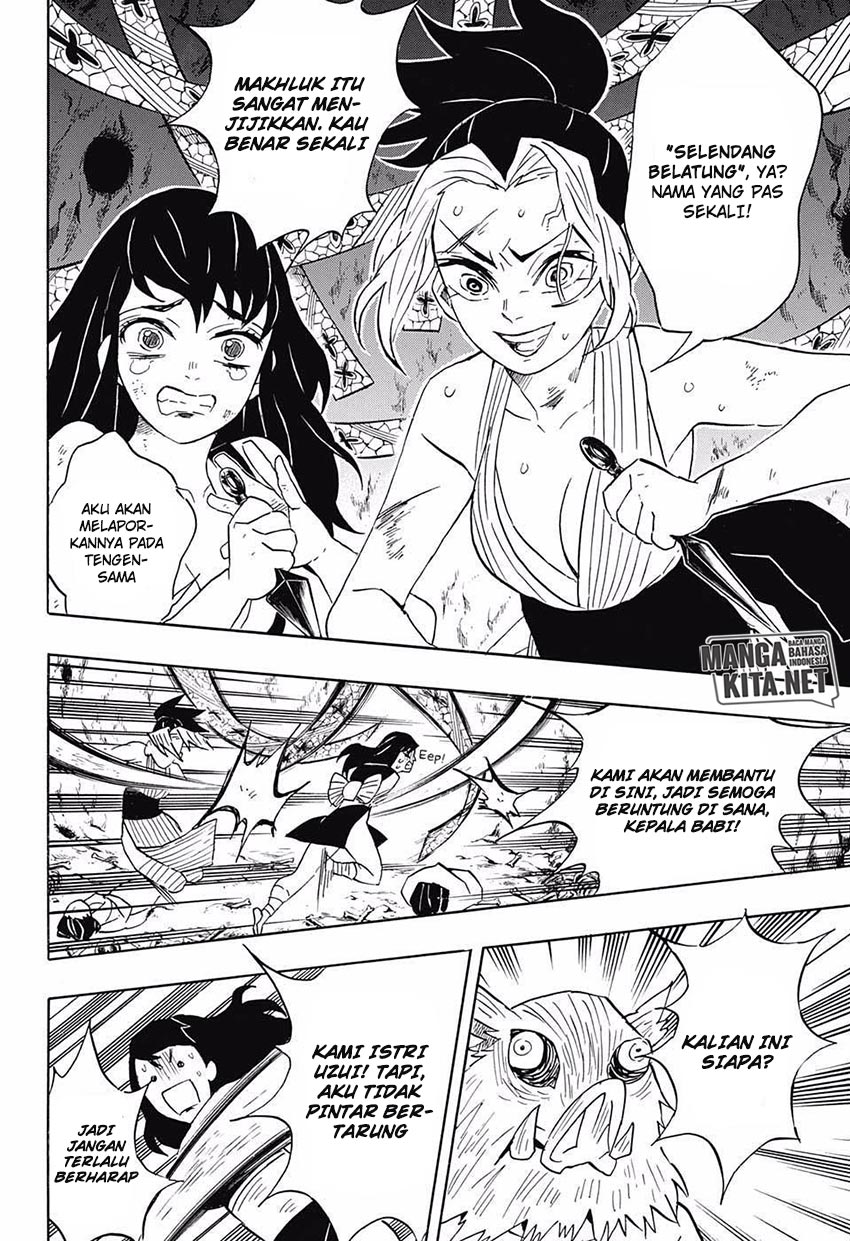 "SELENDANG
BELATUNG", YA?
NAMA YANG PAS
SEKALI!
MAKHLUK ITU
SANGAT MEN-
JIJIKKAN. KAU
BENAR SEKALI
AKU AKAN
MELAPOR-
KANNYA PADA
TENGEN-
SAMA
MANGA
KITA.NET
BACA MANGA
BAHASA
INDONESIA
KAMI AKAN MEMBANTU
DI SINI, JADI SEMOGA
BERUNTUNG DI SANA,
KEPALA BABI!
EEP!
KALIAN INI
SIAPA?
KAMI ISTRI
UZUI! TAPI,
AKU TIDAK
PINTAR BER-
TARUNG
JADI
JANGAN
TERLALU
BERHARAP